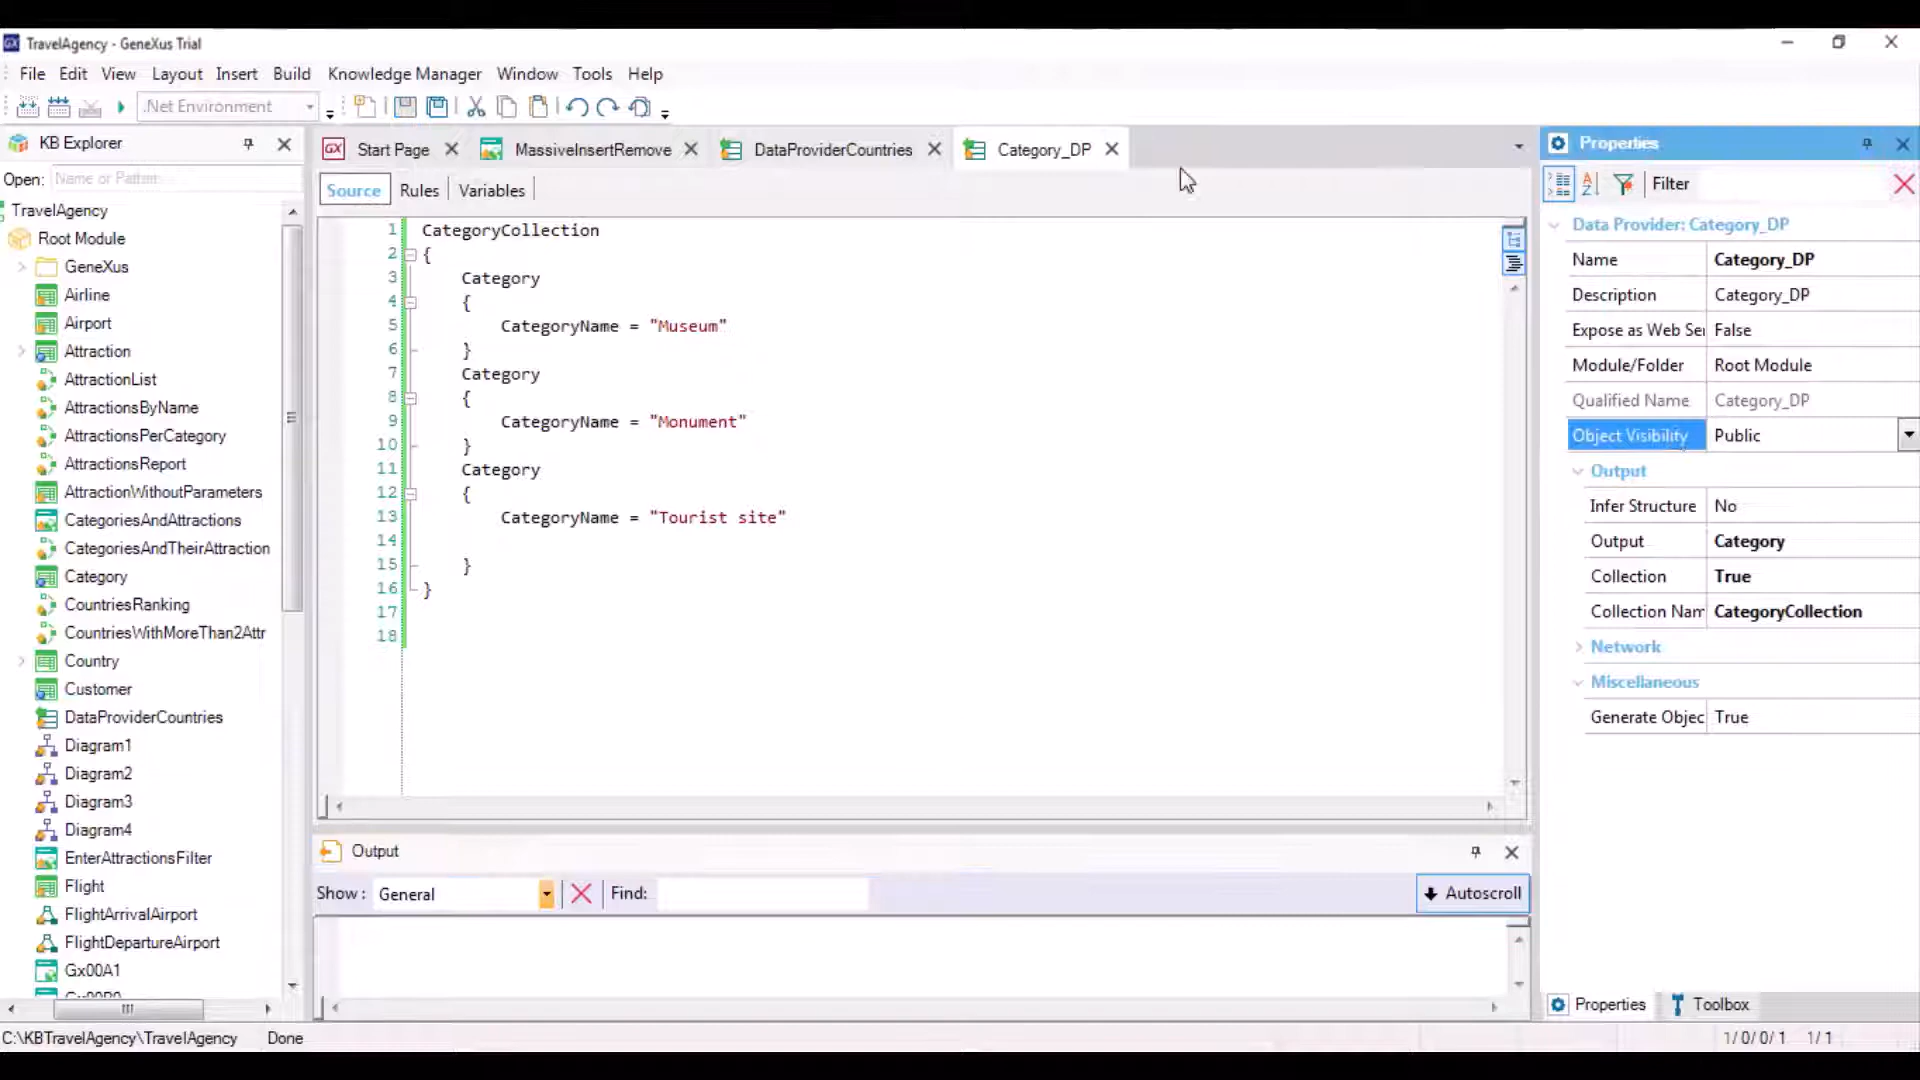 TravelAgency - GeneXus Trial
File Edit View Layout Insert Build Knowledge Manager Window Tools Help
.Net Environment
KB Explorer
Open: Name or Pattern
TravelAgency
Root Module
GeneXus
Airline
Airport
Attraction
AttractionList
AttractionsByName
AttractionsPerCategory
AttractionsReport
AttractionWithoutParameters
CategoriesAndAttractions
CategoriesAndTheirAttraction
Category
CountriesRanking
CountriesWithMoreThan2Attr
Country
Customer
DataProviderCountries
Diagram1
Diagram2
Diagram3
Diagram4
EnterAttractionsFilter
Flight
FlightArrivalAirport
FlightDepartureAirport
Gx00A1
Start Page MassiveInsertRemove DataProviderCountries Category_DP
Source Rules Variables
1 CategoryCollection
2 {
3 Category
4 {
5 CategoryName = "Museum"
6 }
7 Category
8 {
9 CategoryName = "Monument"
10 }
11 Category
12 {
13 CategoryName = "Tourist site"
14
15 }
16 }
17
18
Output
Show: General Find: Autoscroll
Properties
Filter
Data Provider: Category_DP
Name Category_DP
Description Category_DP
Expose as Web Ser False
Module/Folder Root Module
Qualified Name Category_DP
Object Visibility Public
Output
Infer Structure No
Output Category
Collection True
Collection Nam CategoryCollection
Network
Miscellaneous
Generate Objec True
Properties Toolbox
C:\KBTravelAgency\TravelAgency Done 1/0/0/1 1/1